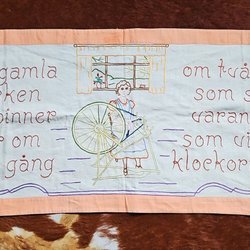 gamla
ken
pinner
om
gång
om två
som s
varan
som vi
klockor